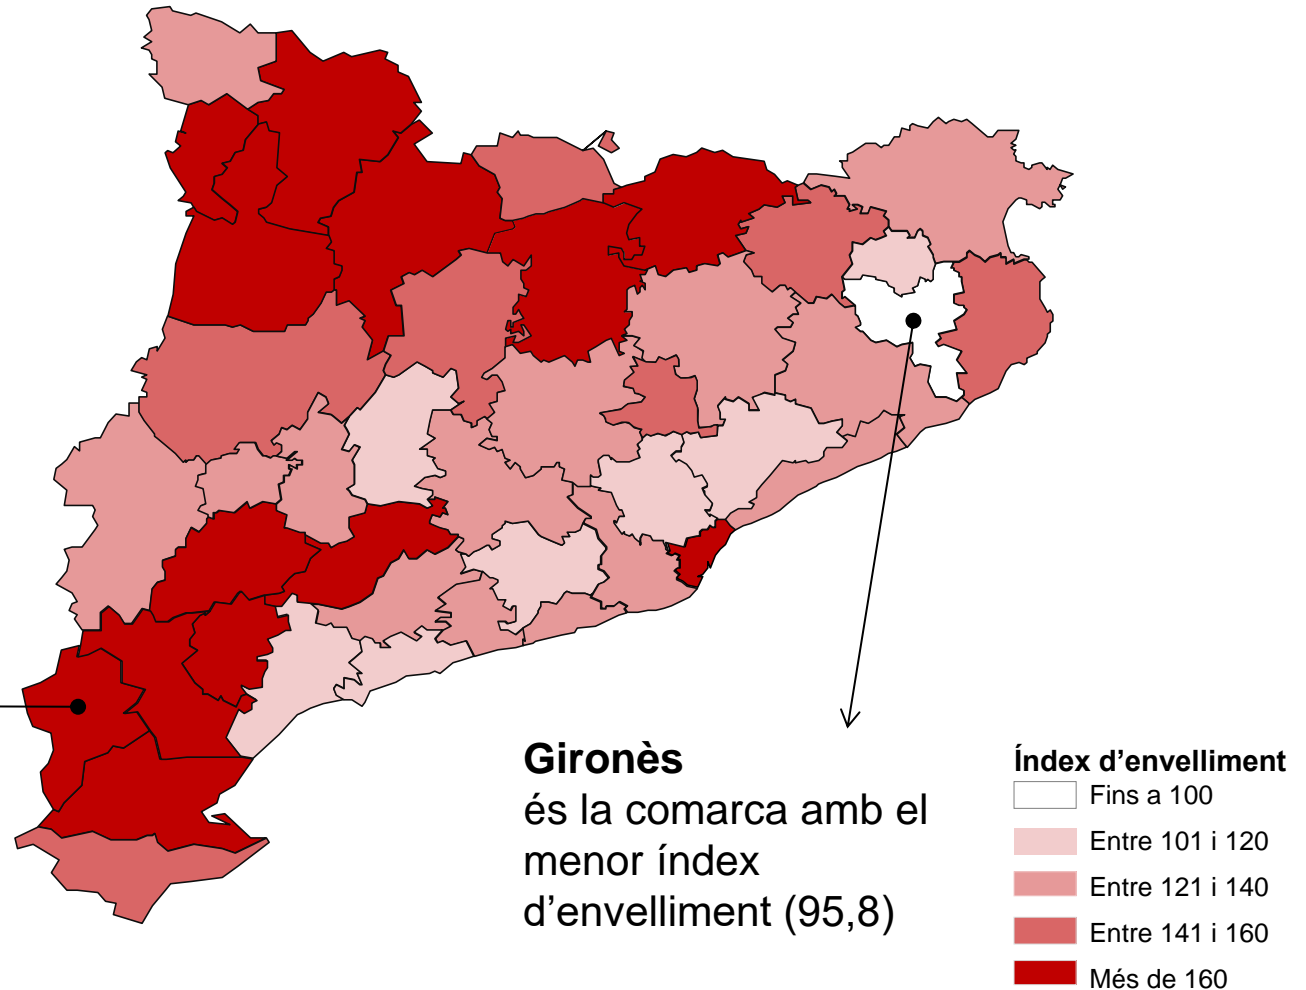 Gironès
és la comarca amb el
menor índex
d’envelliment (95,8)
Índex d’envelliment
Fins a 100
Entre 101 i 120
Entre 121 i 140
Entre 141 i 160
Més de 160